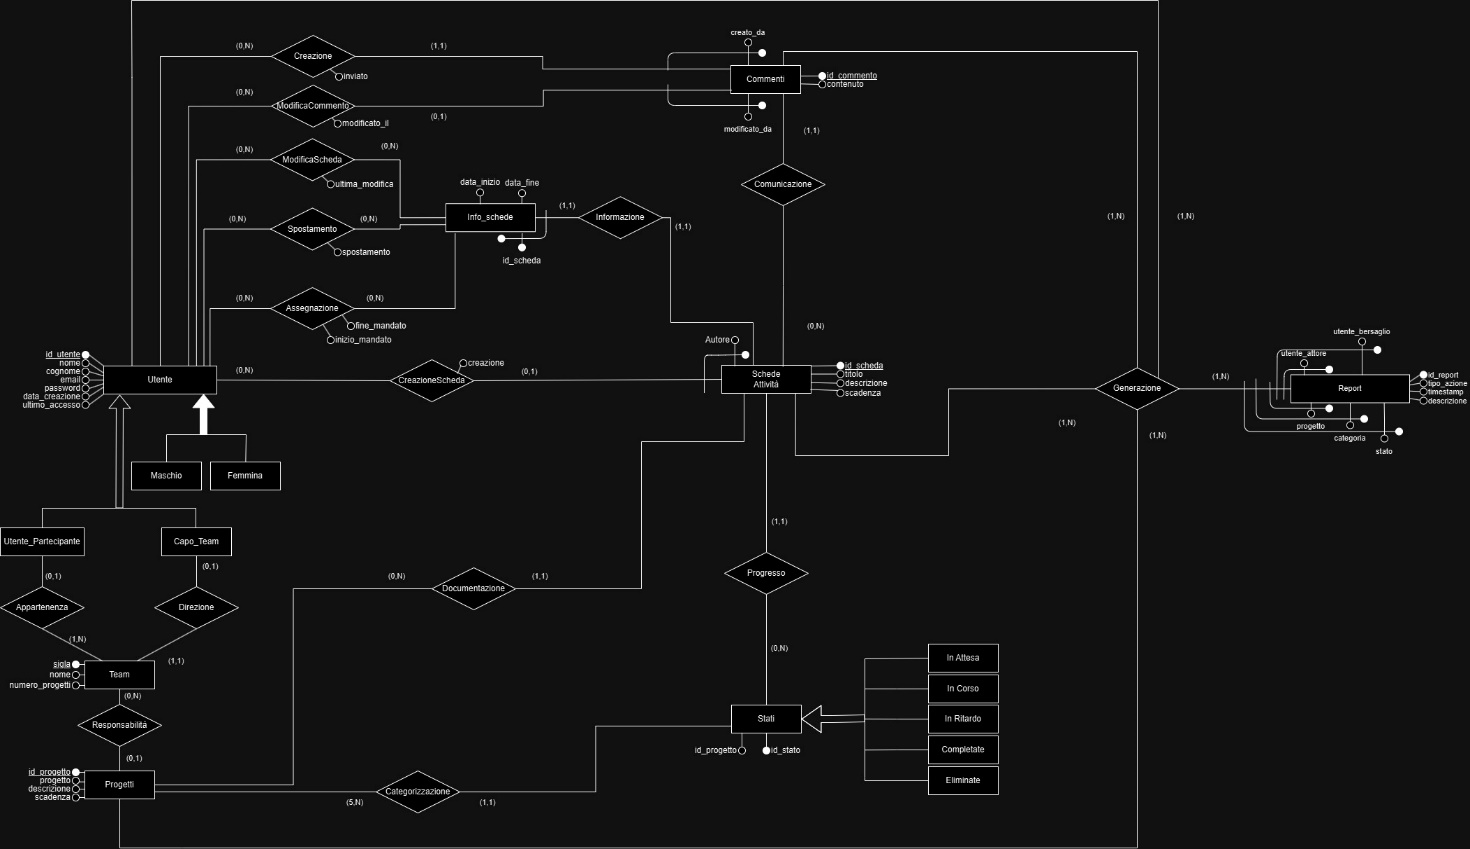 creato_da
(0,N)
Creazione
(1,1)
inviato
Commenti
id_commento
contenuto
(0,N)
ModificaCommento
modificato_il
(0,1)
modificato_da
(1,1)
(0,N)
ModificaScheda
(0,N)
ultima_modifica
Comunicazione
data_inizio
data_fine
(0,N)
Spostamento
(0,N)
spostamento
Info_schede
(1,1)
Informazione
(1,1)
id_scheda
(1,N)
(1,N)
(0,N)
Assegnazione
(0,N)
fine_mandato
inizio_mandato
(0,N)
Autore
utente_bersaglio
utente_attore
id_utente
nome
cognome
email
password
data_creazione
ultimo_accesso
Utente
(0,N)
CreazioneScheda
creazione
(0,1)
Schede
Attività
id_scheda
titolo
descrizione
scadenza
Generazione
(1,N)
Report
id_report
tipo_azione
timestamp
descrizione
progetto
categoria
stato
(1,N)
(1,N)
Maschio
Femmina
Utente_Partecipante
Capo_Team
(1,1)
(0,1)
(0,1)
(0,N)
Documentazione
(1,1)
Progresso
Appartenenza
Direzione
(1,N)
(1,1)
(0,N)
sigla
nome
numero_progetti
Team
(0,N)
In Attesa
In Corso
In Ritardo
Completate
Eliminate
Stati
id_progetto
id_stato
Responsabilità
(0,1)
id_progetto
progetto
descrizione
scadenza
Progetti
(5,N)
Categorizzazione
(1,1)